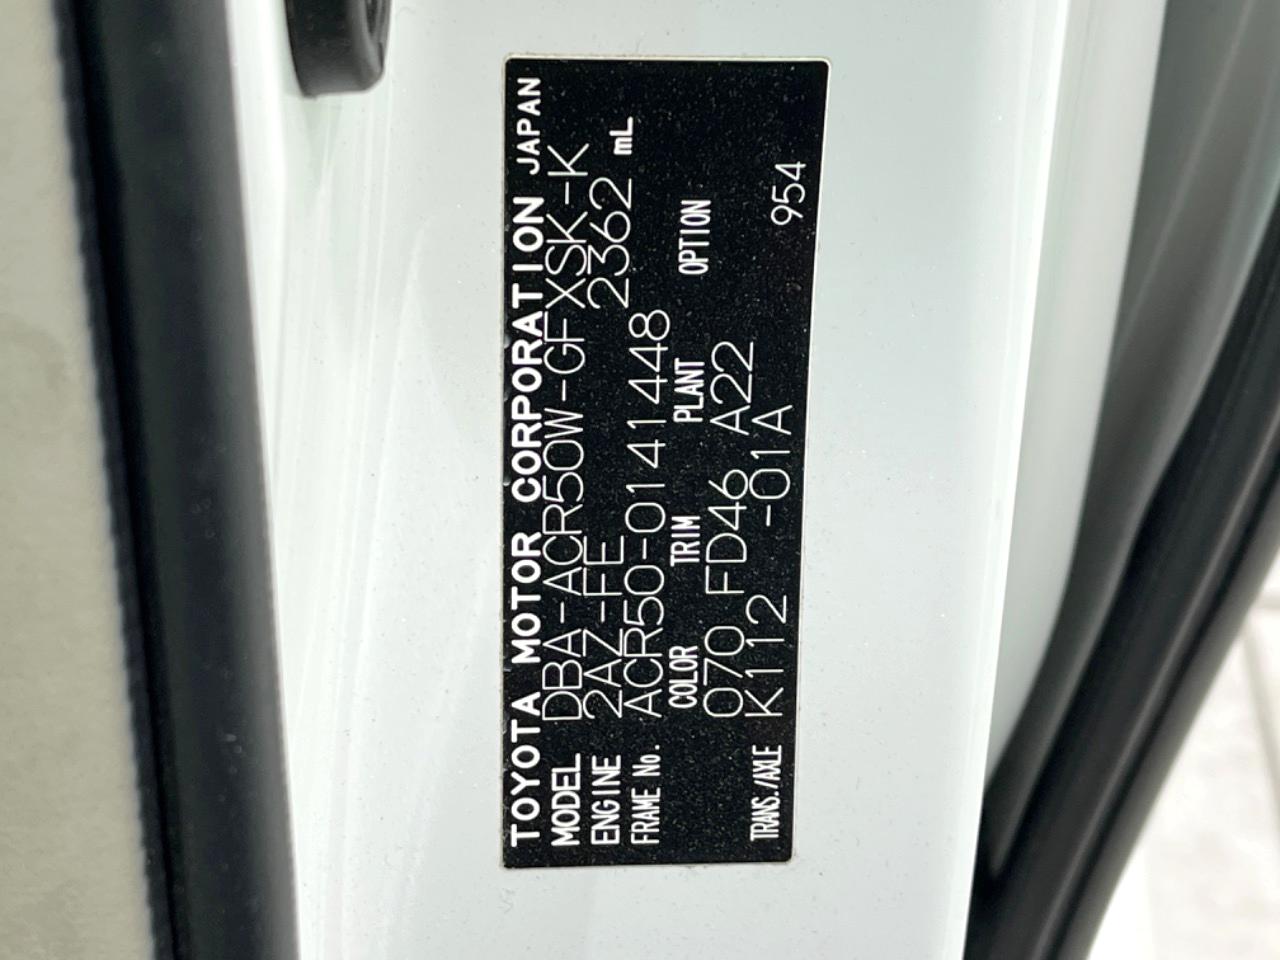 TOYOTA MOTOR CORPORATION JAPAN
MODEL DBA-ACR50W-GFXSK-K
ENGINE 2AZ-FE 2362 mL
FRAME No. ACR50-0141448
COLOR TRIM PLANT OPTION
070 FD46 A22
TRANS./AXLE K112 -01A 954